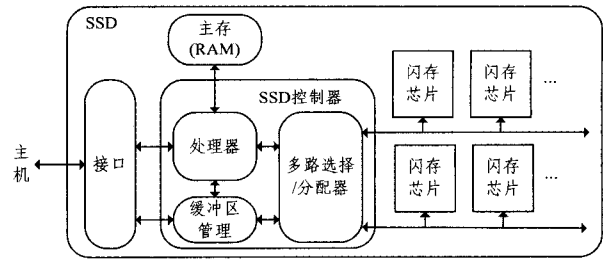 SSD
主存
(RAM)
SSD控制器
主机
接口
处理器
缓冲区
管理
多路选择
/分配器
闪存
芯片
闪存
芯片
...
闪存
芯片
闪存
芯片
...